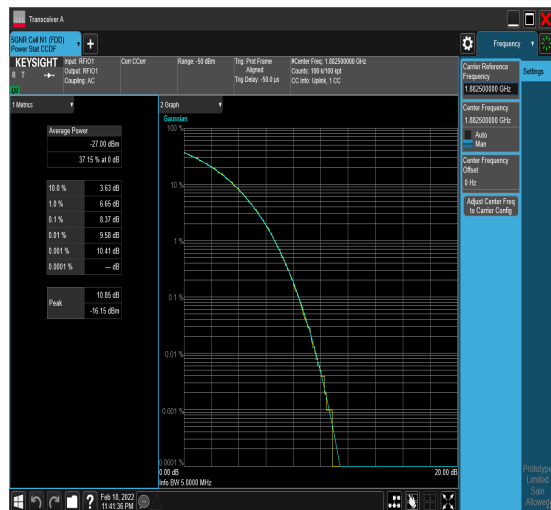 Transceiver A
5GNR Cell N1 (FDD)
Power Stat CCDF
Frequency
KEYSIGHT
R T
Input: RFIO1
Output: RFIO1
Coupling: AC
Corr CCorr
Range: -50 dBm
Trig: Prot Frame
Aligned
Trig Delay: -50.0 µs
#Center Freq: 1.882500000 GHz
Counts: 100 k/100 kpt
CC Info: Uplink, 1 CC
1 Metrics
Average Power
-27.00 dBm
37.15 % at 0 dB
10.0 % 3.63 dB
1.0 % 6.65 dB
0.1 % 8.37 dB
0.01 % 9.58 dB
0.001 % 10.41 dB
0.0001 % --- dB
Peak
10.85 dB
-16.15 dBm
2 Graph
Gaussian
100 %
10 %
1 %
0.1 %
0.01 %
0.001 %
0.0001 %
0.00 dB
20.00 dB
Info BW 5.0000 MHz
Carrier Reference
Frequency
1.882500000 GHz
Center Frequency
1.882500000 GHz
Auto
Man
Center Frequency
Offset
0 Hz
Adjust Center Freq
to Carrier Config
Settings
Prototype
Limited
Sale
Allowed
Feb 18, 2022
11:41:36 PM